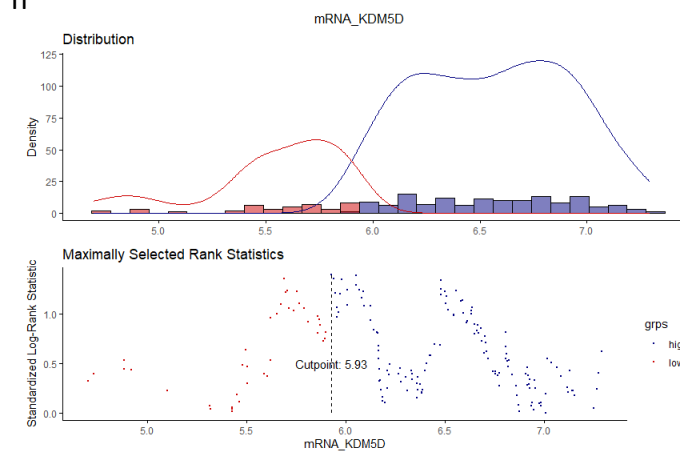 mRNA_KDM5D
Distribution
Density
125
100
75
50
25
0
5.0 5.5 6.0 6.5 7.0
Maximally Selected Rank Statistics
Standardized Log-Rank Statistic
1.0
0.5
0.0
Cutpoint: 5.93
5.0 5.5 6.0 6.5 7.0
mRNA_KDM5D
grps
hig
low